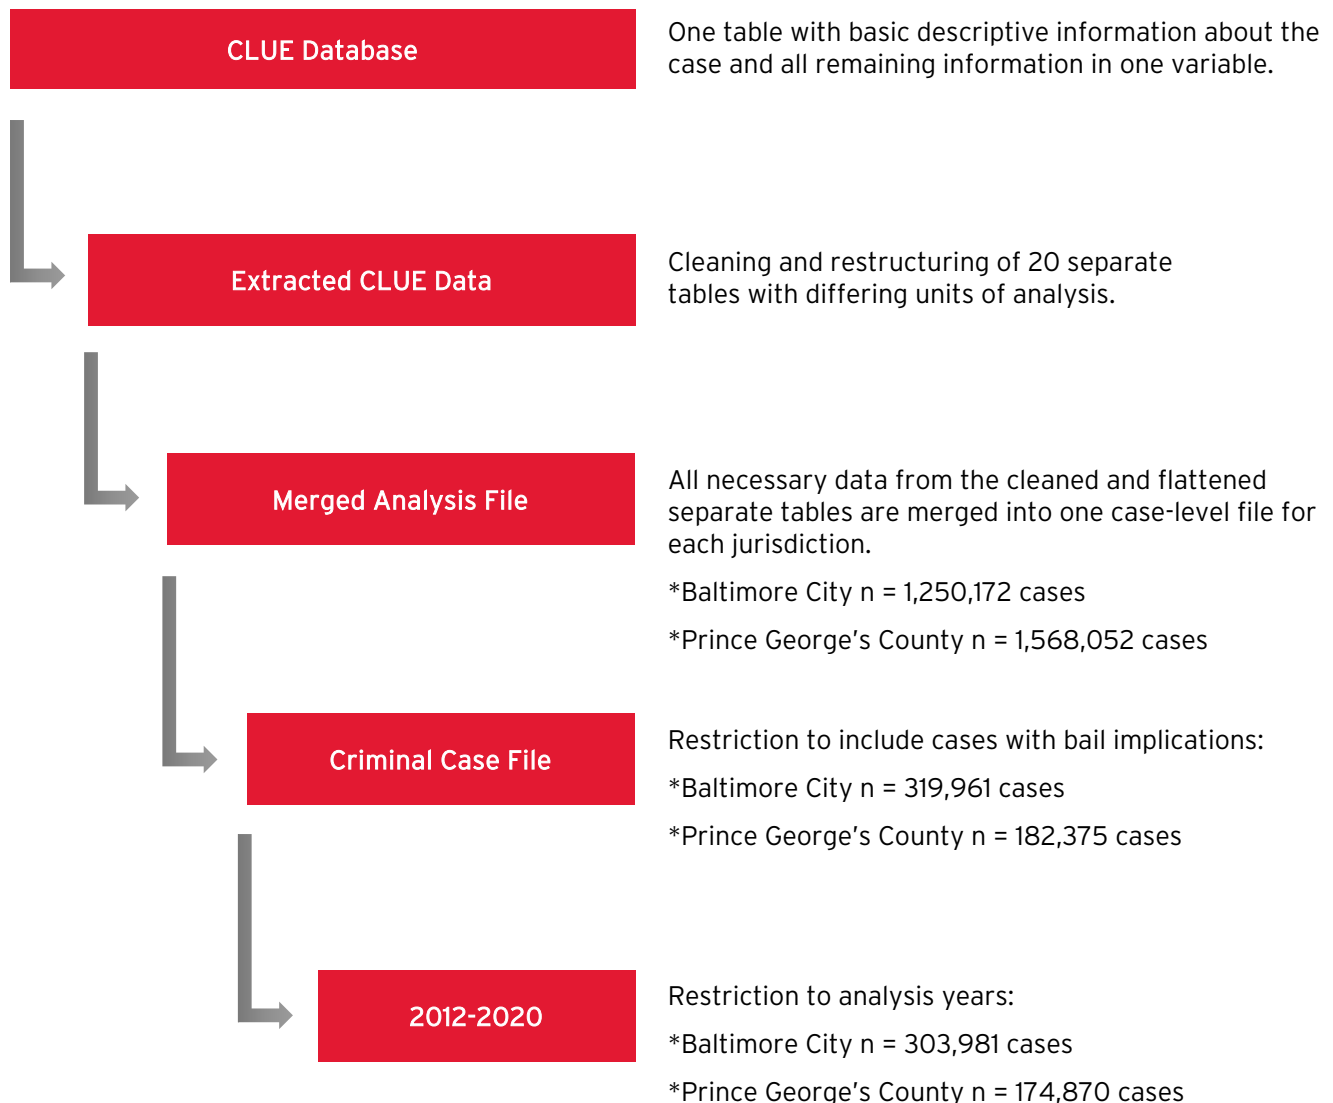 CLUE Database
One table with basic descriptive information about the
case and all remaining information in one variable.
Extracted CLUE Data
Cleaning and restructuring of 20 separate
tables with differing units of analysis.
Merged Analysis File
All necessary data from the cleaned and flattened
separate tables are merged into one case-level file for
each jurisdiction.
*Baltimore City n = 1,250,172 cases
*Prince George’s County n = 1,568,052 cases
Criminal Case File
Restriction to include cases with bail implications:
*Baltimore City n = 319,961 cases
*Prince George’s County n = 182,375 cases
2012-2020
Restriction to analysis years:
*Baltimore City n = 303,981 cases
*Prince George’s County n = 174,870 cases